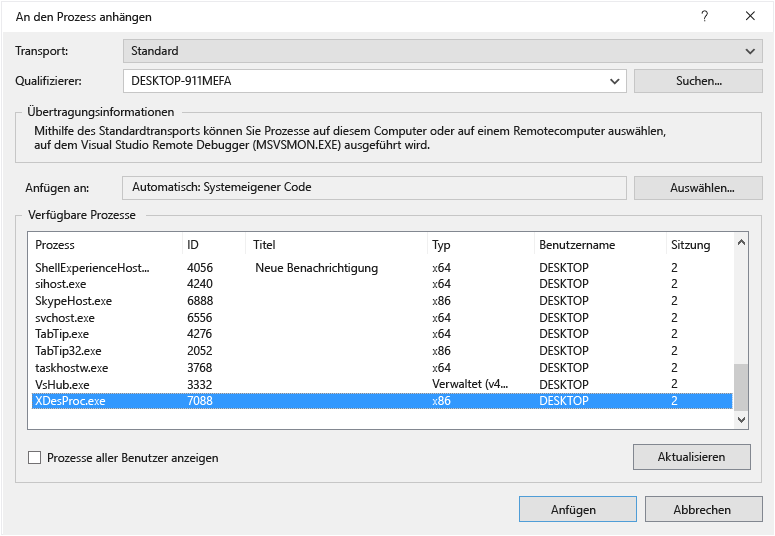 An den Prozess anhängen ? ×
Transport: Standard
Qualifizierer: DESKTOP-911MEFA Suchen...
Übertragungsinformationen
Mithilfe des Standardtransports können Sie Prozesse auf diesem Computer oder auf einem Remotecomputer auswählen,
auf dem Visual Studio Remote Debugger (MSVSMON.EXE) ausgeführt wird.
Anfügen an: Automatisch: Systemeigener Code Auswählen...
Verfügbare Prozesse
Prozess ID Titel Typ Benutzername Sitzung
ShellExperienceHost... 4056 Neue Benachrichtigung x64 DESKTOP 2
sihost.exe 4240 x64 DESKTOP 2
SkypeHost.exe 6888 x86 DESKTOP 2
svchost.exe 6556 x64 DESKTOP 2
TabTip.exe 4276 x64 DESKTOP 2
TabTip32.exe 2052 x86 DESKTOP 2
taskhostw.exe 3768 x64 DESKTOP 2
VsHub.exe 3332 Verwaltet (v4... DESKTOP 2
XDesProc.exe 7088 x86 DESKTOP 2
Prozesse aller Benutzer anzeigen Aktualisieren
Anfügen Abbrechen